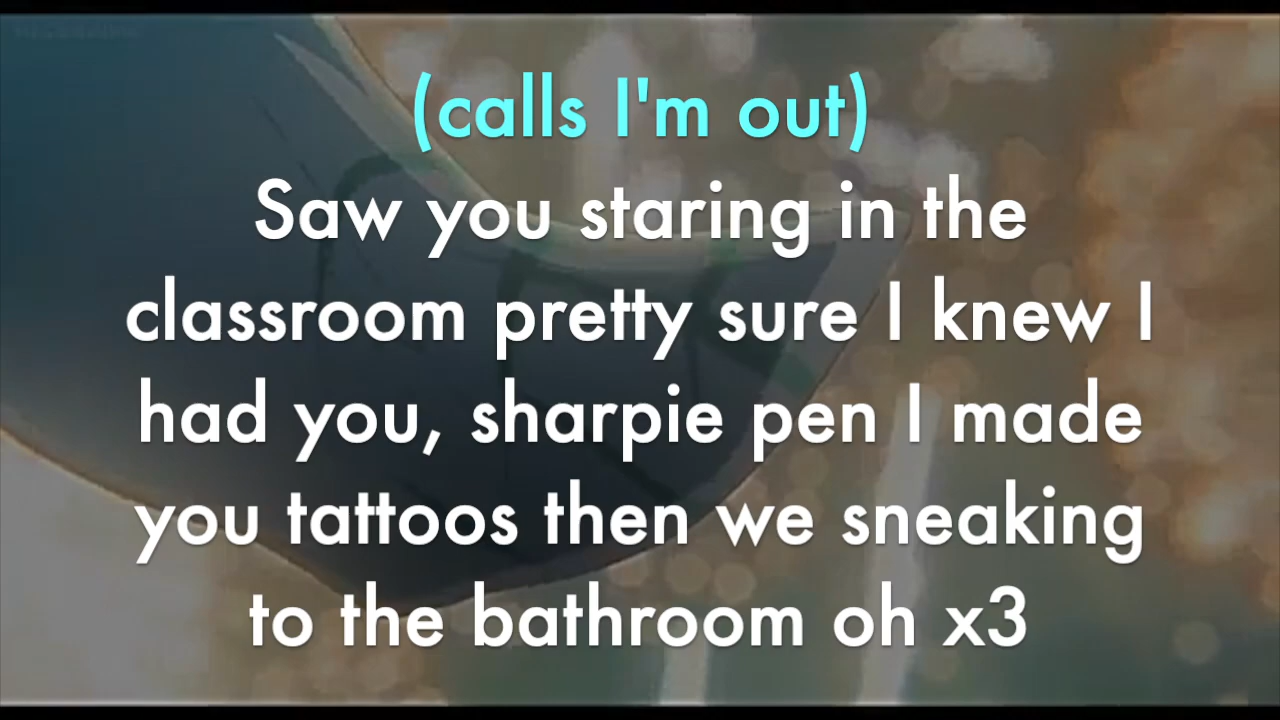 (calls I'm out)
Saw you staring in the
classroom pretty sure I knew I
had you, sharpie pen I made
you tattoos then we sneaking
to the bathroom oh x3